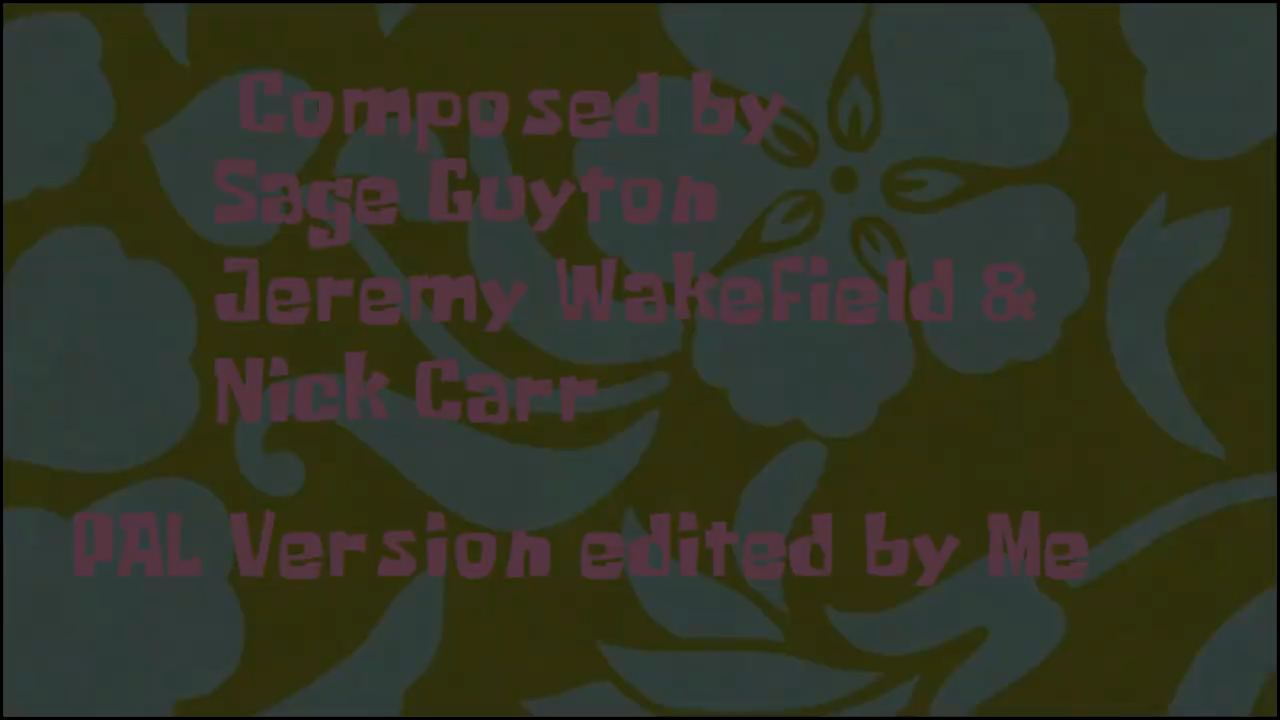 Composed by
Sage Guyton
Jeremy Wakefield &
Nick Carr
PAL Version edited by Me